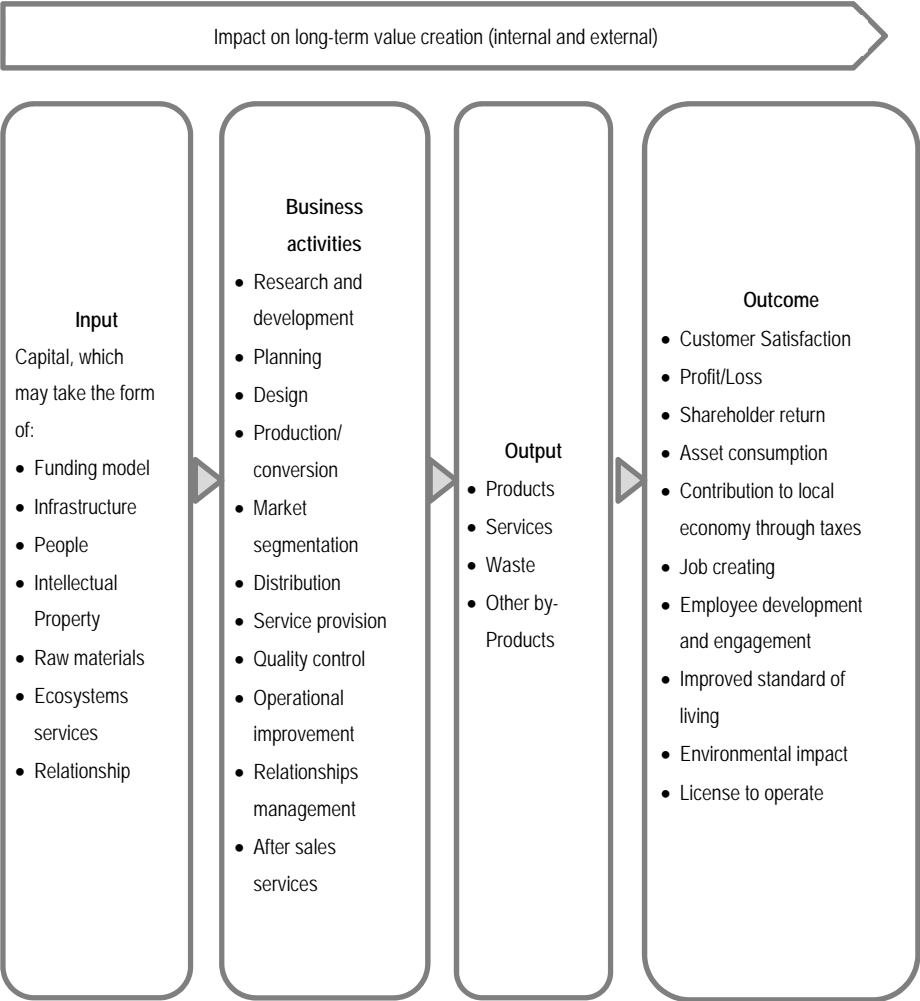 Impact on long-term value creation (internal and external)
Input
Capital, which
may take the form
of:
• Funding model
• Infrastructure
• People
• Intellectual
Property
• Raw materials
• Ecosystems
services
• Relationship
Business
activities
• Research and
development
• Planning
• Design
• Production/
conversion
• Market
segmentation
• Distribution
• Service provision
• Quality control
• Operational
improvement
• Relationships
management
• After sales
services
Output
• Products
• Services
• Waste
• Other by-
Products
Outcome
• Customer Satisfaction
• Profit/Loss
• Shareholder return
• Asset consumption
• Contribution to local
economy through taxes
• Job creating
• Employee development
and engagement
• Improved standard of
living
• Environmental impact
• License to operate